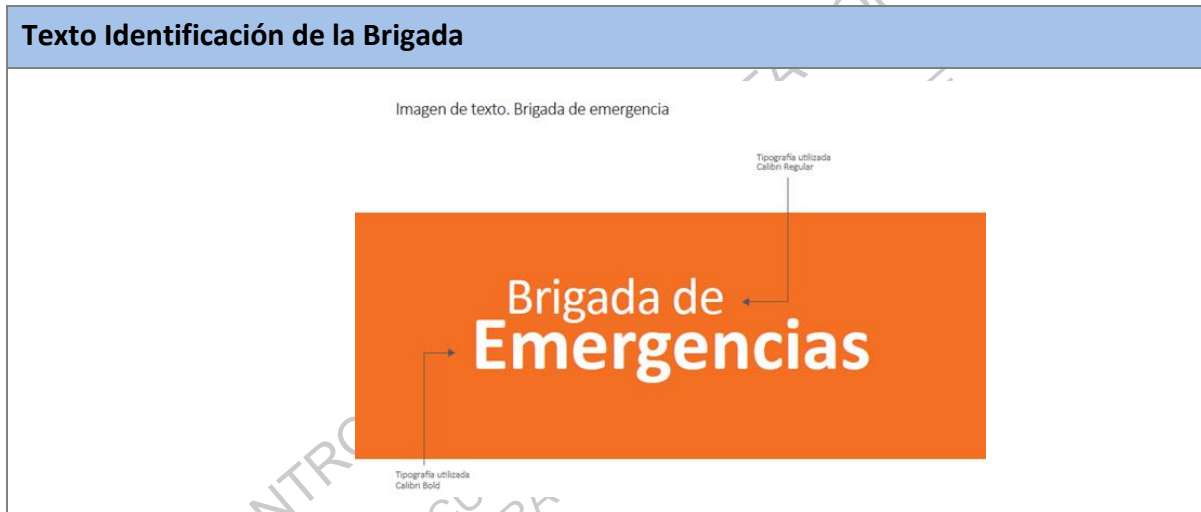 Texto Identificación de la Brigada
Imagen de texto. Brigada de emergencia
Tipografía utilizada
Calibri Regular
Brigada de
Emergencias
Tipografía utilizada
Calibri Bold